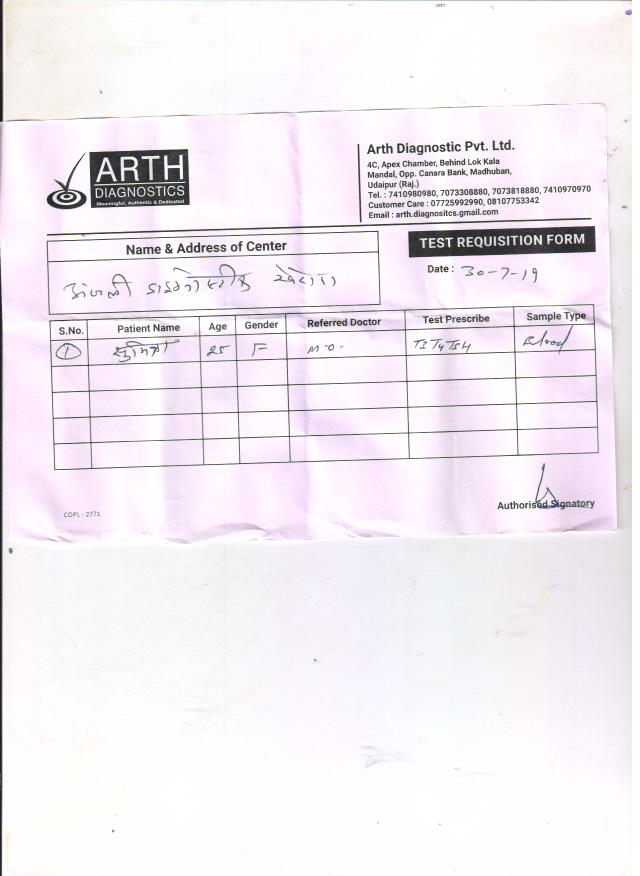 ARTH
DIAGNOSTICS
Meaningful, Authentic & Dedicated
Arth Diagnostic Pvt. Ltd.
4C, Apex Chamber, Behind Lok Kala
Mandal, Opp. Canara Bank, Madhuban,
Udaipur (Raj.)
Tel. : 7410980980, 7073308880, 7073818880, 7410970970
Customer Care : 07725992990, 08107753342
Email : arth.diagnositcs.gmail.com
Name & Address of Center
TEST REQUISITION FORM
Date : 30-7-19
S.No. Patient Name Age Gender Referred Doctor Test Prescribe Sample Type
1 25 F M.O. T3 T4 TSH Blood
Authorised Signatory
COPL - 2771